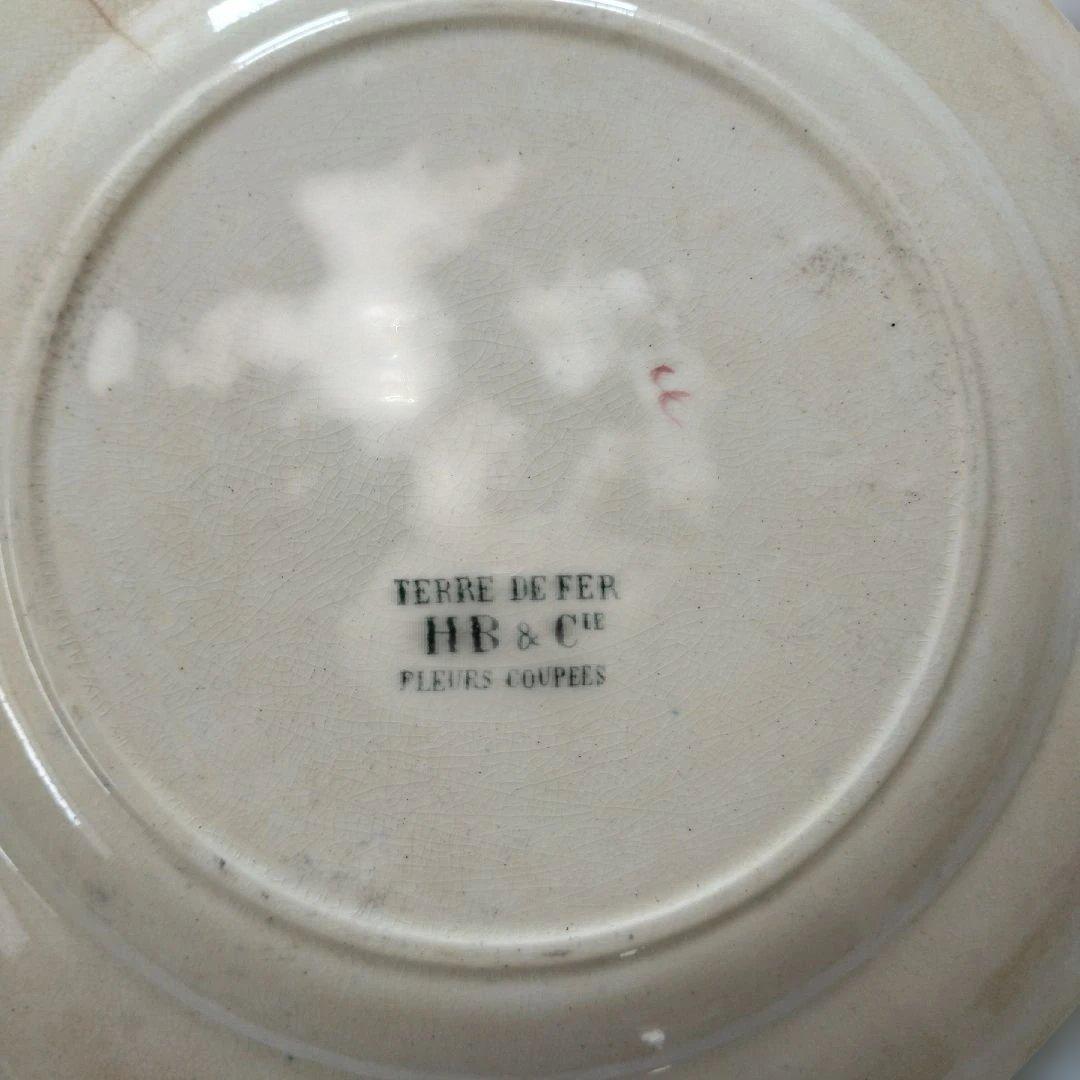 TERRE DE FER
HB & CIE
FLEURS COUPEES